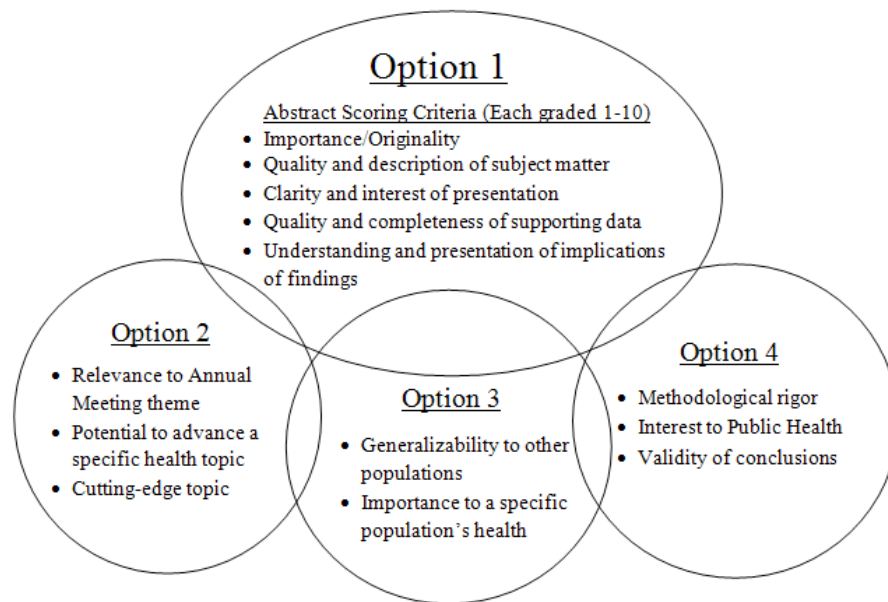 Option 1
Abstract Scoring Criteria (Each graded 1-10)
• Importance/Originality
• Quality and description of subject matter
• Clarity and interest of presentation
• Quality and completeness of supporting data
• Understanding and presentation of implications
of findings
Option 2
• Relevance to Annual
Meeting theme
• Potential to advance a
specific health topic
• Cutting-edge topic
Option 3
• Generalizability to other
populations
• Importance to a specific
population's health
Option 4
• Methodological rigor
• Interest to Public Health
• Validity of conclusions